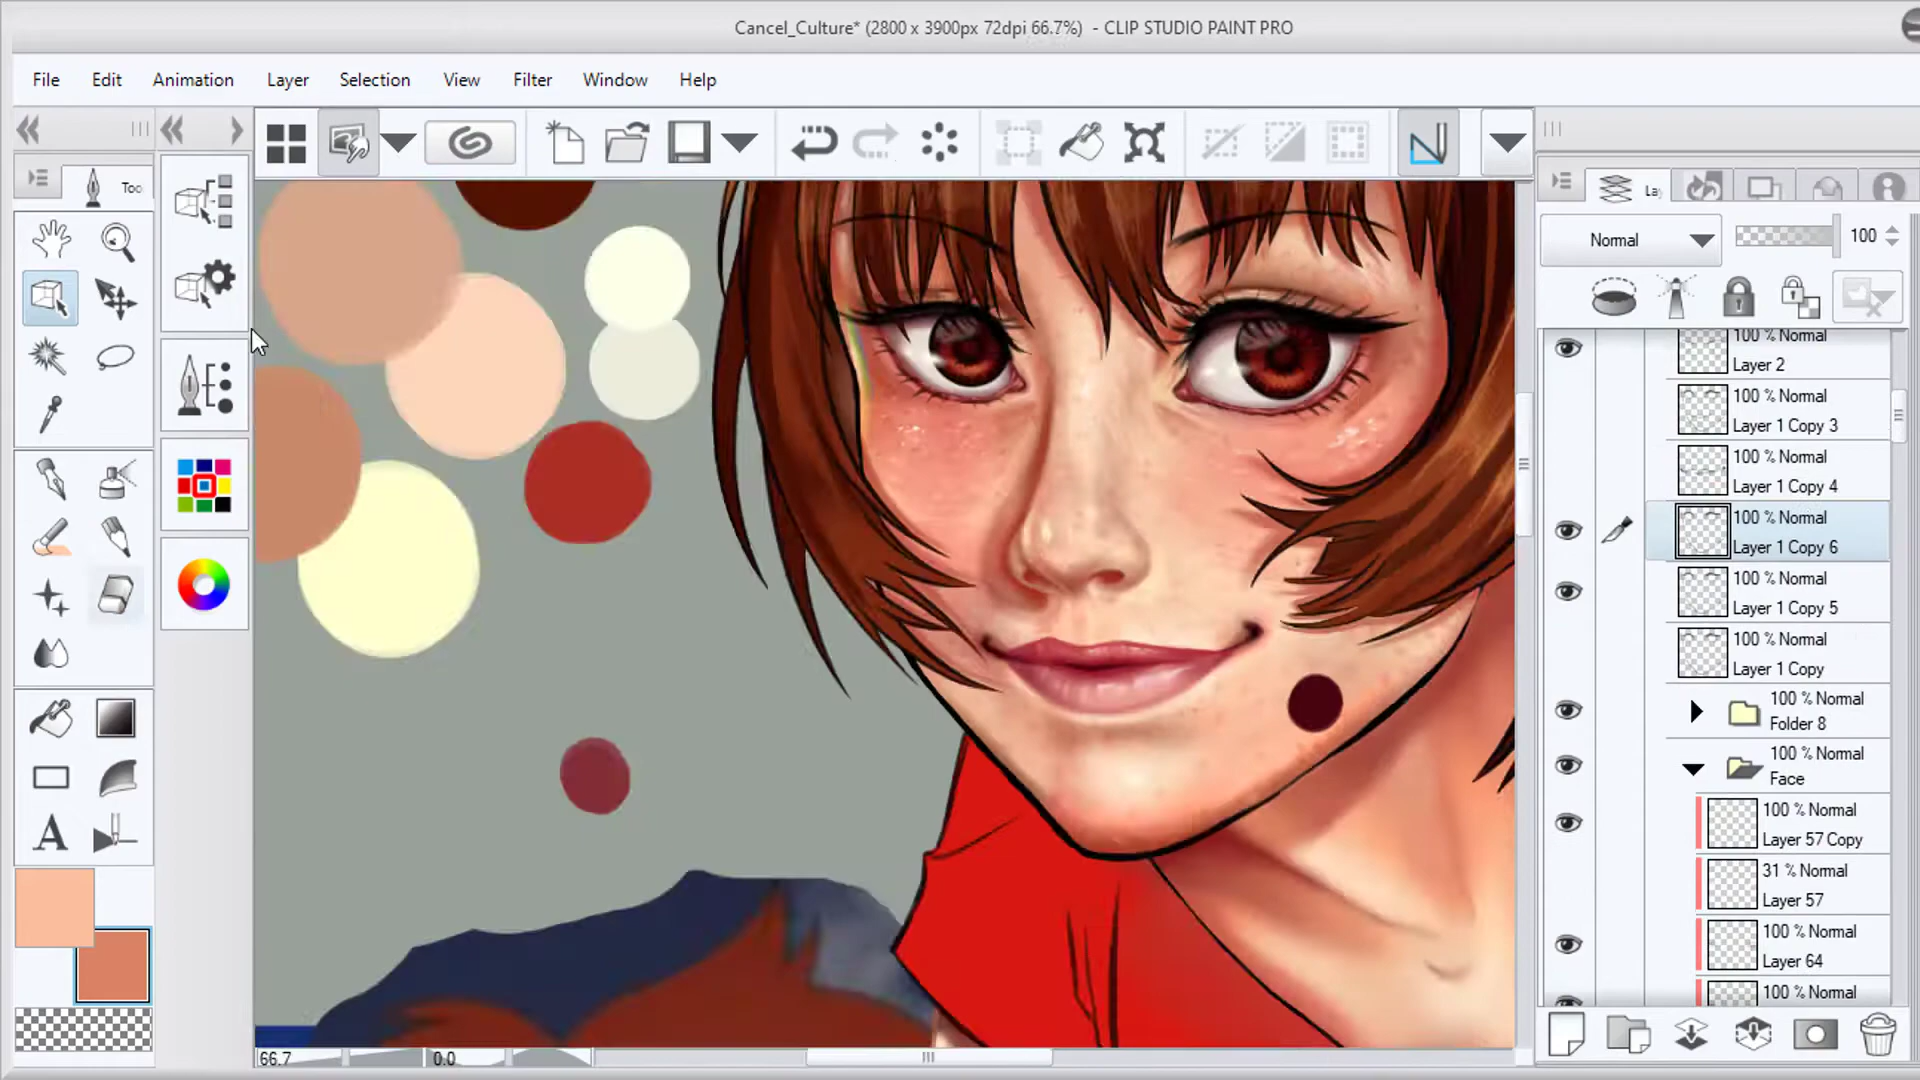 Cancel_Culture* (2800 x 3900px 72dpi 66.7%) - CLIP STUDIO PAINT PRO
File Edit Animation Layer Selection View Filter Window Help
Too
La
Normal
100
100 % Normal
Layer 2
100 % Normal
Layer 1 Copy 3
100 % Normal
Layer 1 Copy 4
100 % Normal
Layer 1 Copy 6
100 % Normal
Layer 1 Copy 5
100 % Normal
Layer 1 Copy
100 % Normal
Folder 8
100 % Normal
Face
100 % Normal
Layer 57 Copy
31 % Normal
Layer 57
100 % Normal
Layer 64
100 % Normal
66.7
0.0